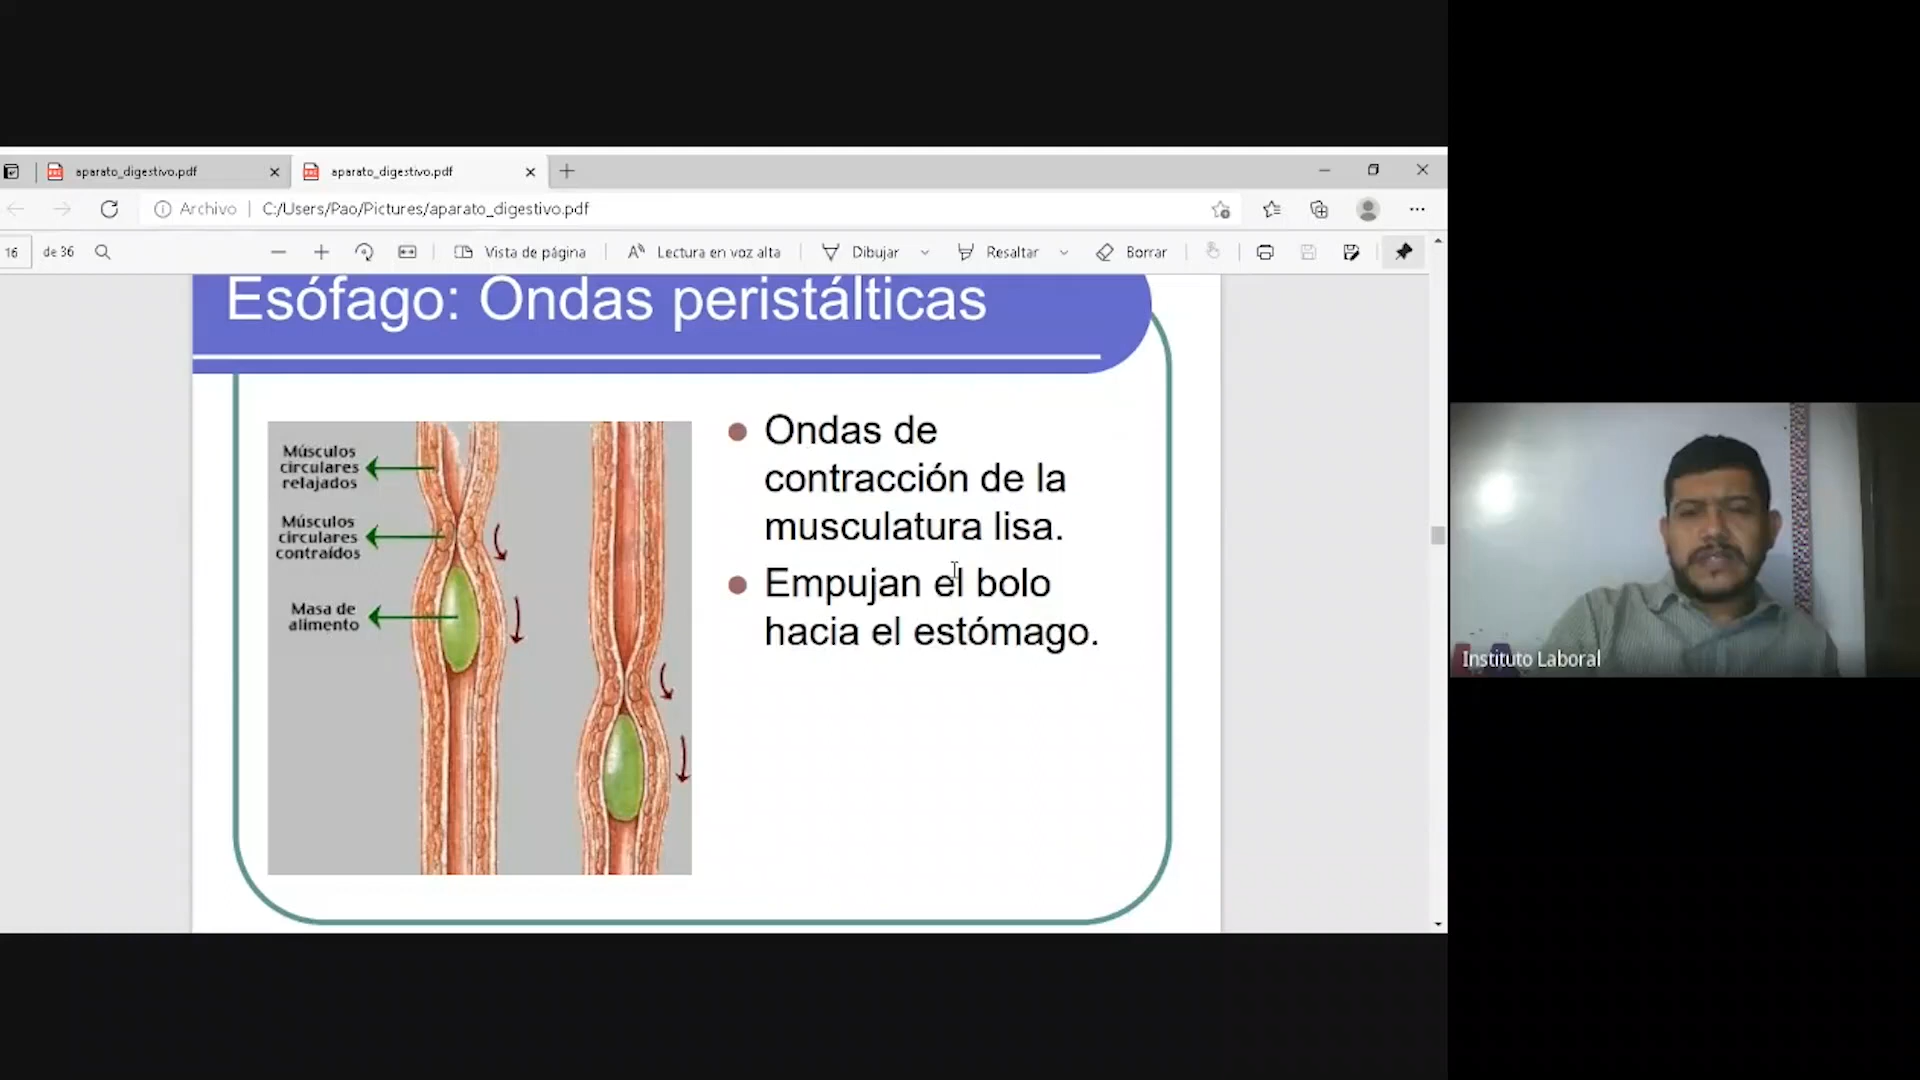 aparato_digestivo.pdf
aparato_digestivo.pdf
Archivo
C:/Users/Pao/Pictures/aparato_digestivo.pdf
16 de 36
Vista de página
Lectura en voz alta
Dibujar
Resaltar
Borrar
Esófago: Ondas peristálticas
Músculos
circulares
relajados
Músculos
circulares
contraídos
Masa de
alimento
Ondas de
contracción de la
musculatura lisa.
Empujan el bolo
hacia el estómago.
Instituto Laboral